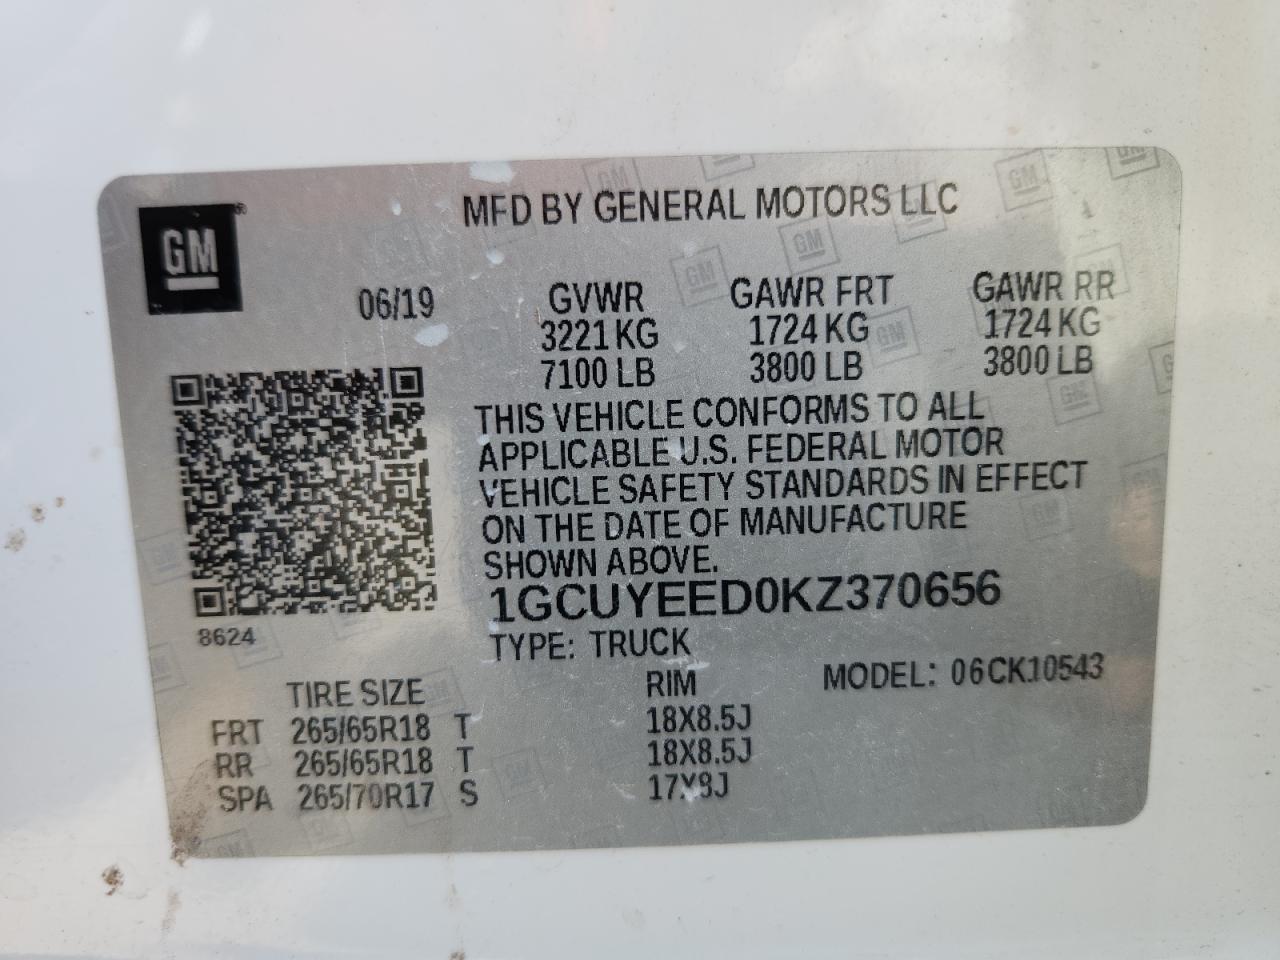 MFD BY GENERAL MOTORS LLC
GM
06/19
GVWR GAWR FRT GAWR RR
3221 KG 1724 KG 1724 KG
7100 LB 3800 LB 3800 LB
THIS VEHICLE CONFORMS TO ALL
APPLICABLE U.S. FEDERAL MOTOR
VEHICLE SAFETY STANDARDS IN EFFECT
ON THE DATE OF MANUFACTURE
SHOWN ABOVE.
1GCUYEED0KZ370656
8624
TYPE: TRUCK
MODEL: 06CK10543
TIRE SIZE RIM
FRT 265/65R18 T 18X8.5J
RR 265/65R18 T 18X8.5J
SPA 265/70R17 S 17X8J